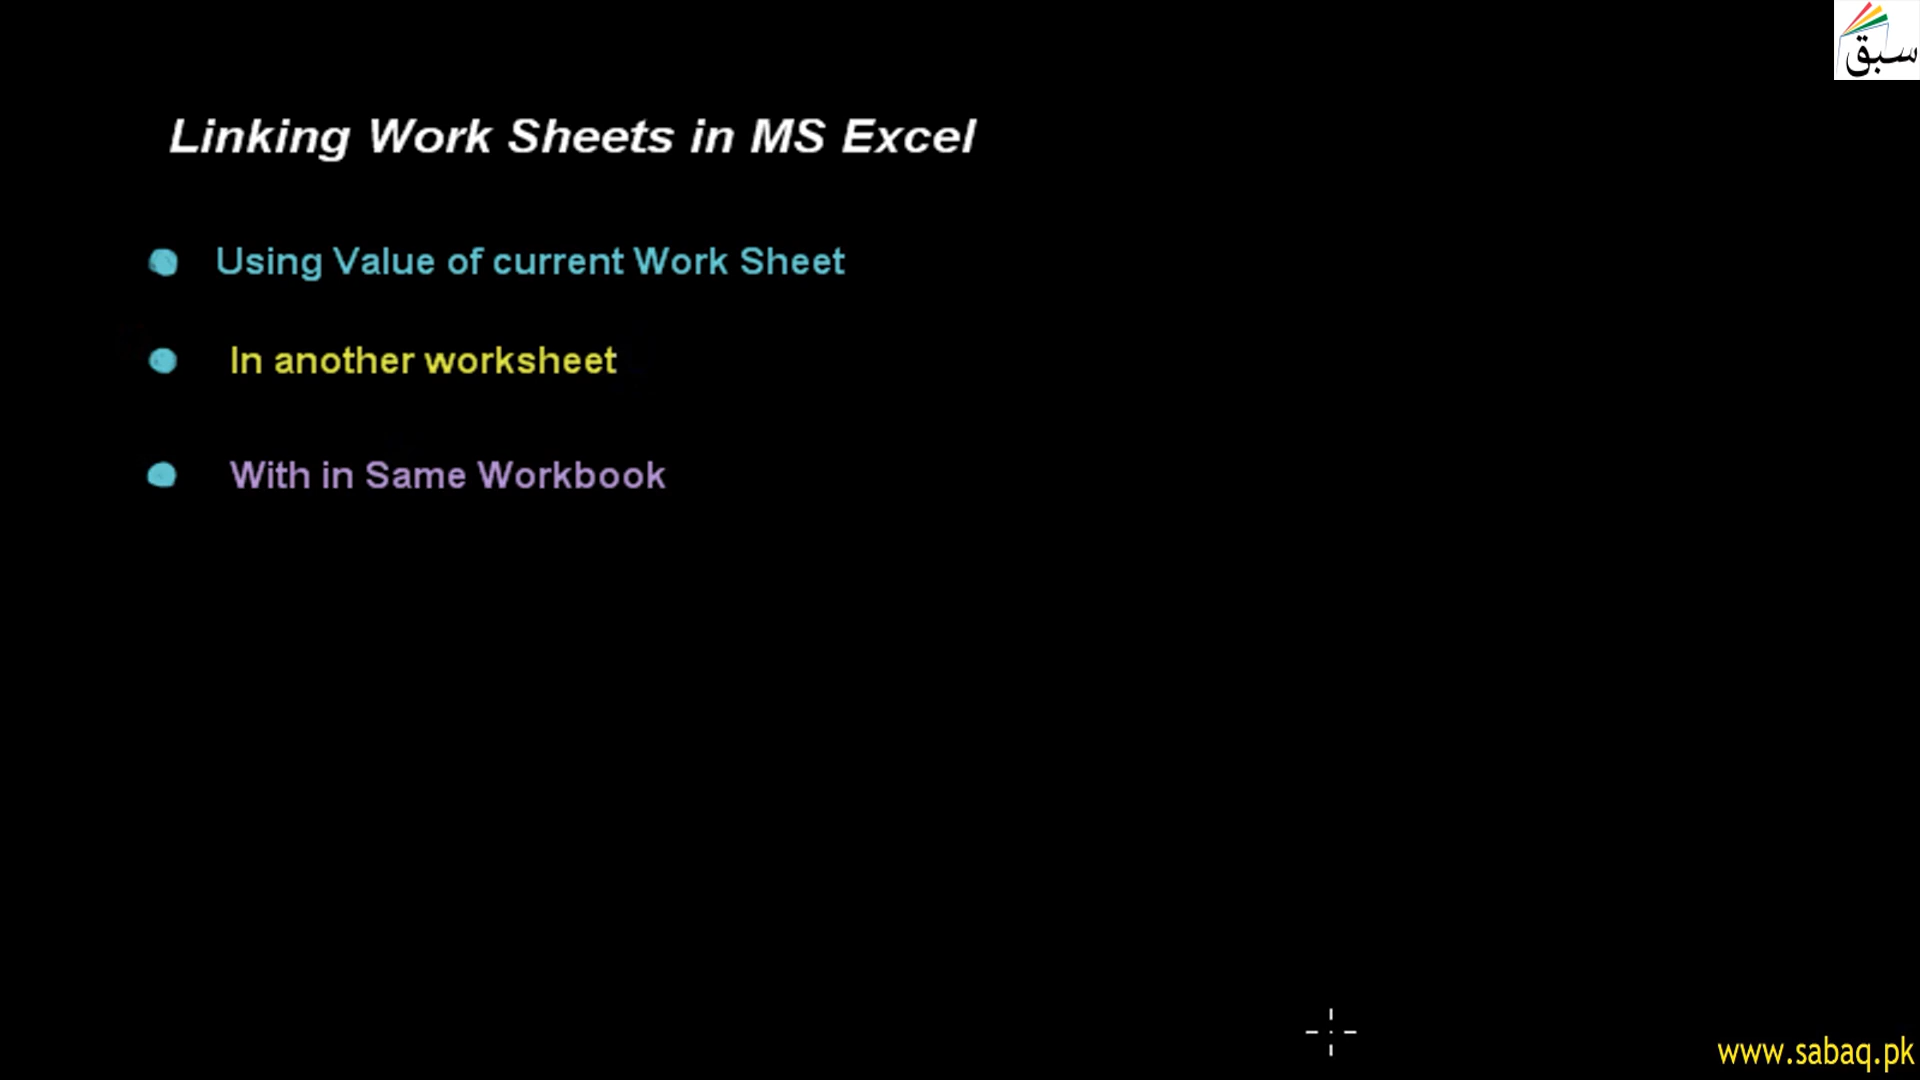 سبق
Linking Work Sheets in MS Excel
Using Value of current Work Sheet
In another worksheet
With in Same Workbook
www.sabaq.pk